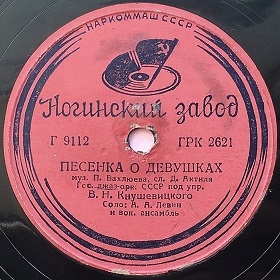 НАРКОММАШ СССР
Ногинский завод
Г 9112 ГРК 2621
ПЕСЕНКА О ДЕВУШКАХ
муз. П. Вахлюева, сл. Д. Актиля
Гос. джаз-орк. СССР под упр.
В. Н. Кнушевицкого
Соло: А. А. Левин
и вок. ансамбль